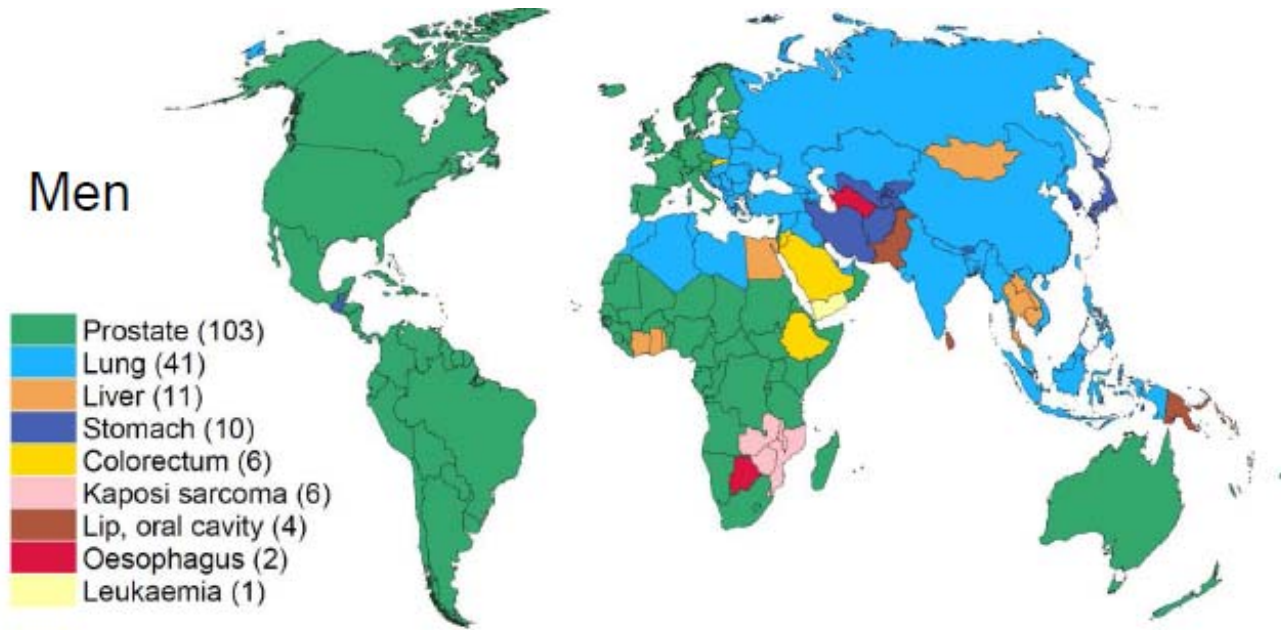 Men
Prostate (103)
Lung (41)
Liver (11)
Stomach (10)
Colorectum (6)
Kaposi sarcoma (6)
Lip, oral cavity (4)
Oesophagus (2)
Leukaemia (1)